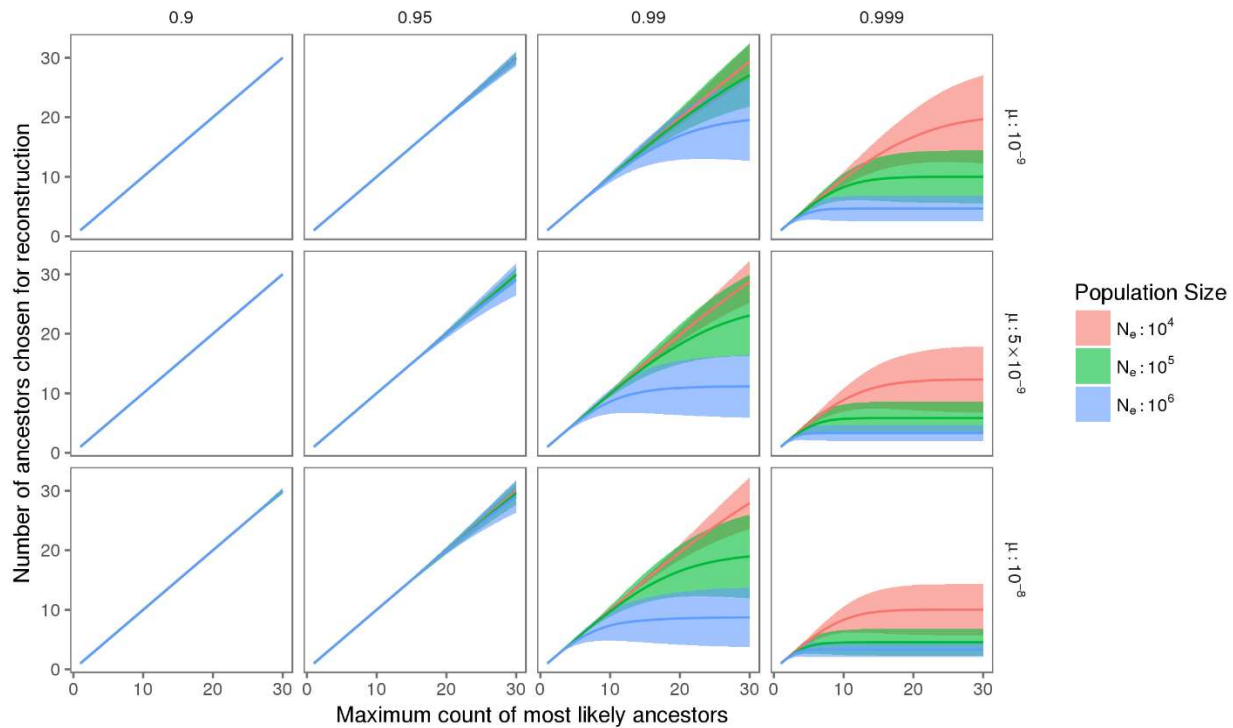 0.9 0.95 0.99 0.999
30
20
10
0
μ: 10⁻⁹
30
20
10
0
μ: 5×10⁻⁹
30
20
10
0
μ: 10⁻⁸
0 10 20 30 0 10 20 30 0 10 20 30 0 10 20 30
Number of ancestors chosen for reconstruction
Maximum count of most likely ancestors
Population Size
Nₑ: 10⁴
Nₑ: 10⁵
Nₑ: 10⁶